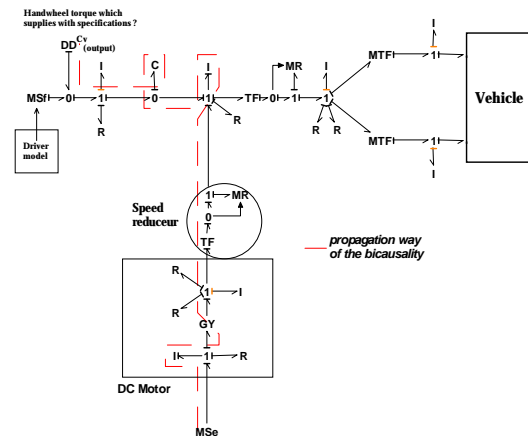 Handwheel torque which
supplies with specifications ?
DD Cv (output)
I
C
I
MR
I
MTF
I
MSf 0 1 0 1 TF 0 1 1
R
R
R R
Vehicle
Driver
model
MTF 1
I
Speed
reduceur
1 MR
0
TF
propagation way
of the bicausality
R
1 I
R
GY
I 1 R
DC Motor
MSe